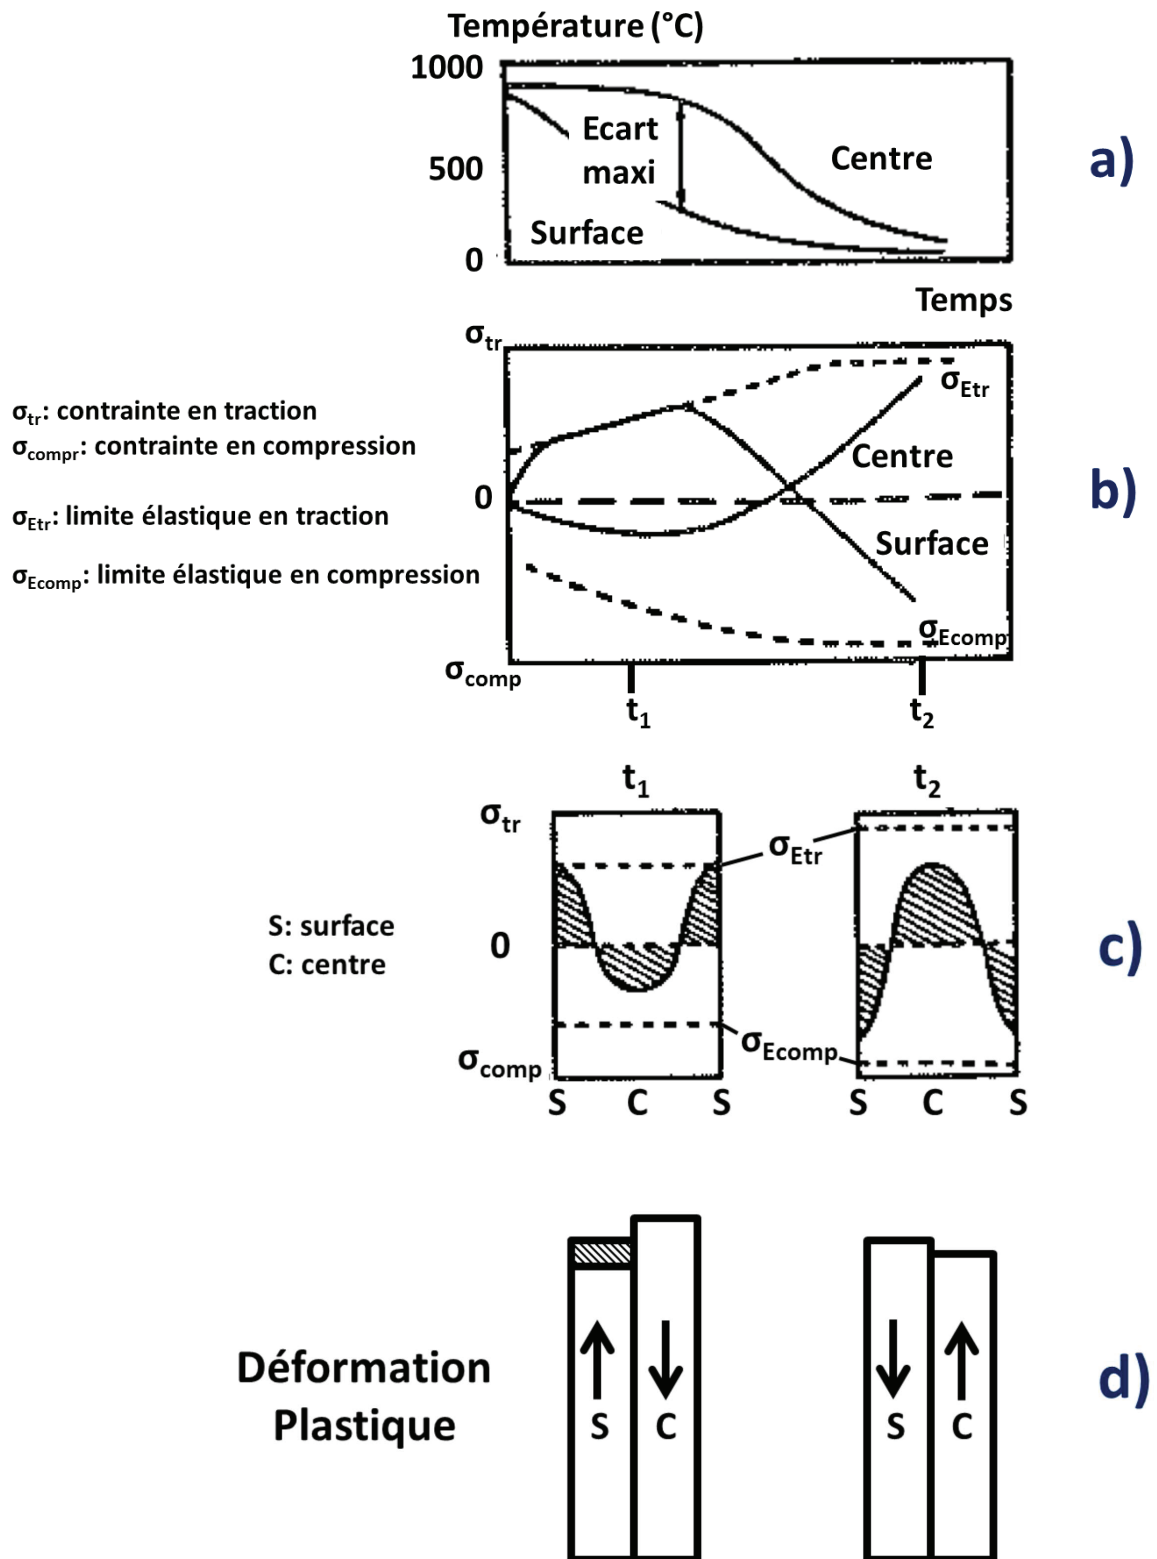 Température (°C)
1000
500
0
Ecart
maxi
Centre
Surface
a)
Temps
σtr
σtr: contrainte en traction
σcompr: contrainte en compression
0
σEtr: limite élastique en traction
σEcomp: limite élastique en compression
σEtr
Centre
Surface
σEcomp
b)
σcomp
t1
t2
t1
t2
σtr
σEtr
S: surface
C: centre
0
σEcomp
σcomp
c)
S C S
S C S
Déformation
Plastique
S C
S C
d)